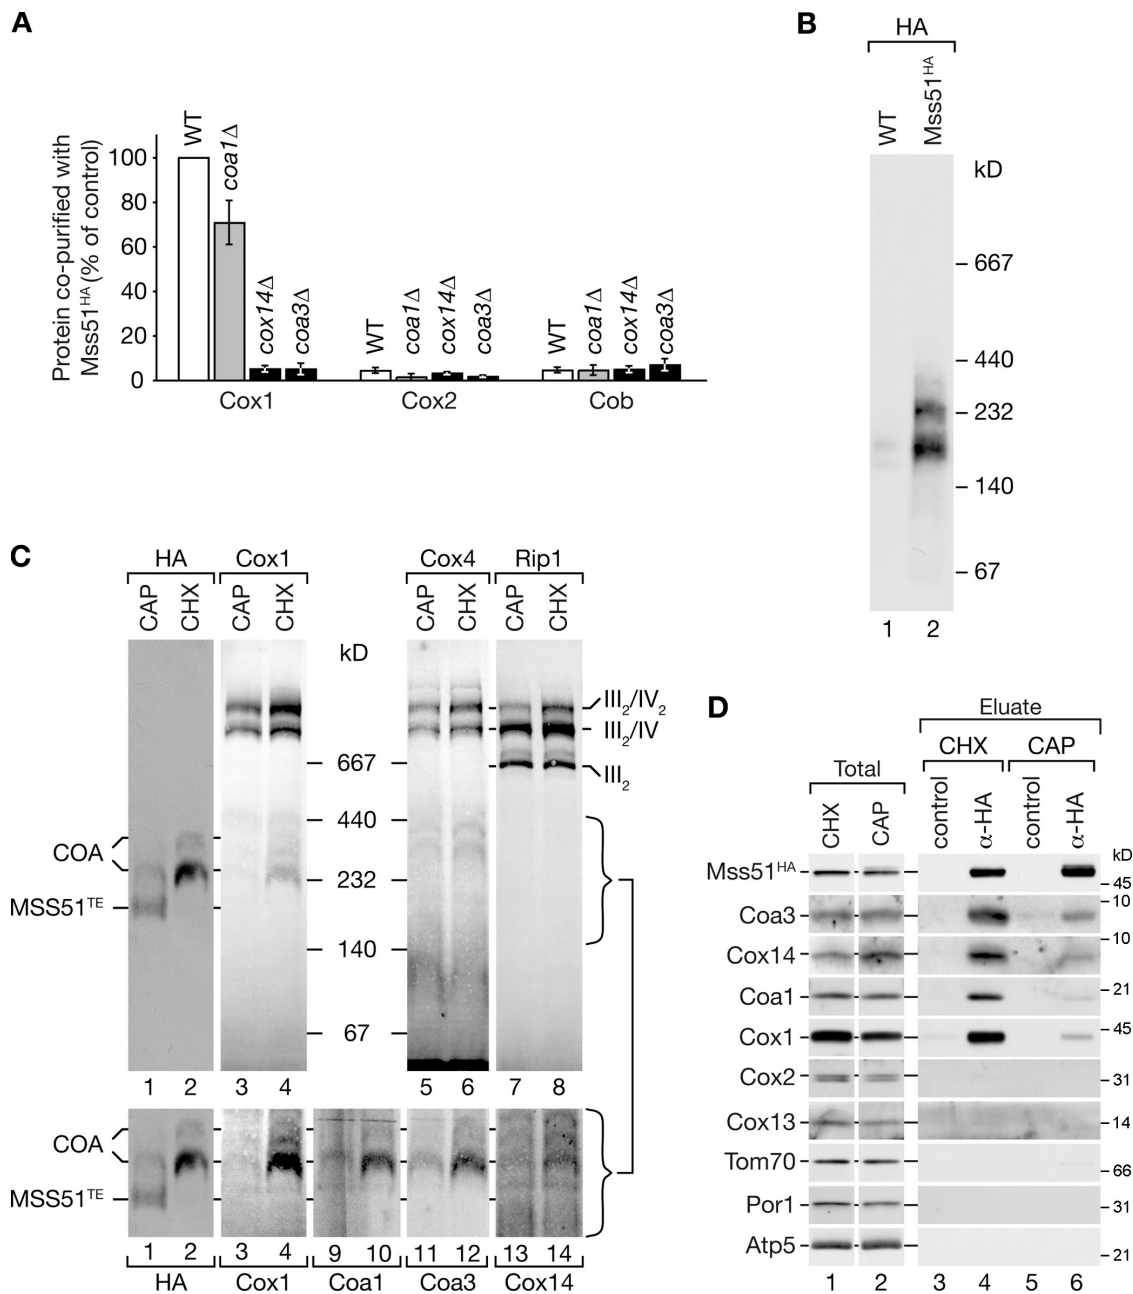 A
Protein co-purified with
Mss51HA (% of control)
100
80
60
40
20
0
WT
coa1Δ
cox14Δ
coa3Δ
WT
coa1Δ
cox14Δ
coa3Δ
WT
coa1Δ
cox14Δ
coa3Δ
Cox1 Cox2 Cob
B
HA
WT
Mss51HA
kD
667
440
232
140
67
1 2
C
HA Cox1 Cox4 Rip1
CAP CHX CAP CHX CAP CHX CAP CHX
kD
III2/IV2
III2/IV
667
III2
440
COA
232
MSS51TE
140
67
1 2 3 4 5 6 7 8
COA
MSS51TE
1 2 3 4 9 10 11 12 13 14
HA Cox1 Coa1 Coa3 Cox14
D
Eluate
Total CHX CAP
CHX CAP control α-HA control α-HA
kD
Mss51HA
45
10
Coa3
10
Cox14
21
Coa1
45
Cox1
Cox2
31
Cox13 14
Tom70
66
Por1 31
Atp5
21
1 2 3 4 5 6